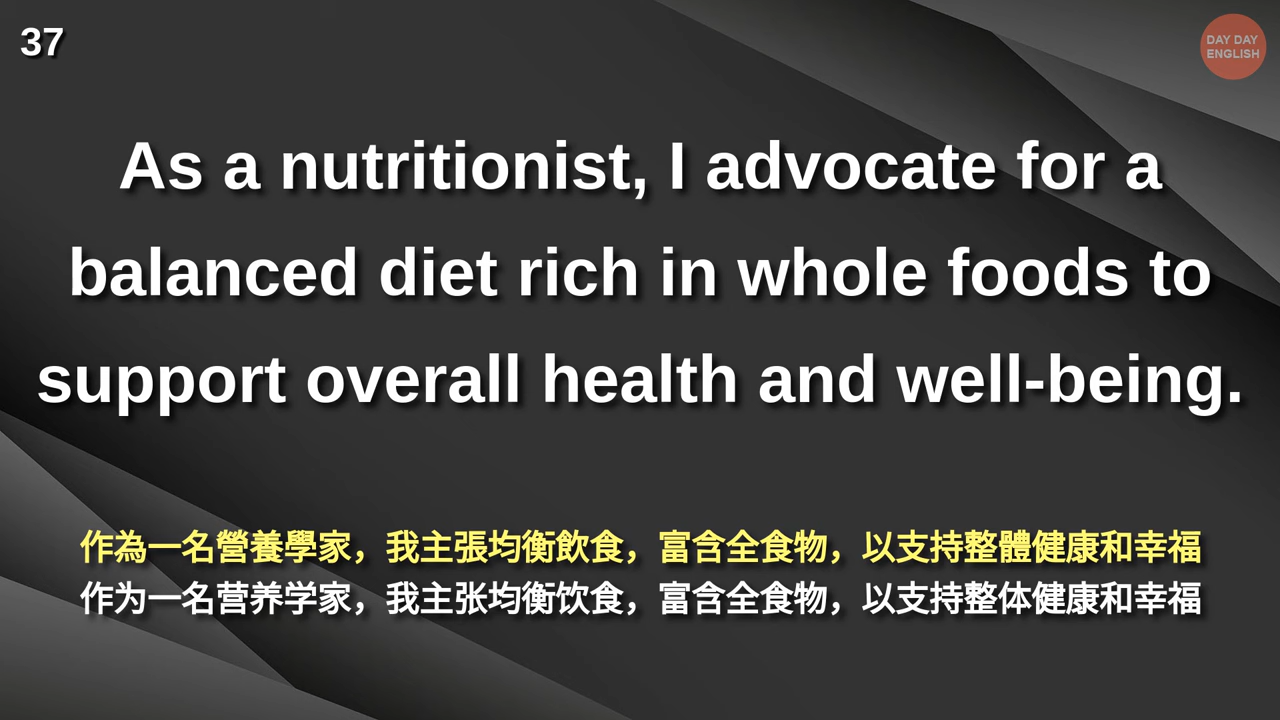 37
DAY DAY
ENGLISH
As a nutritionist, I advocate for a
balanced diet rich in whole foods to
support overall health and well-being.
作為一名營養學家，我主張均衡飲食，富含全食物，以支持整體健康和幸福
作为一名营养学家，我主张均衡饮食，富含全食物，以支持整体健康和幸福